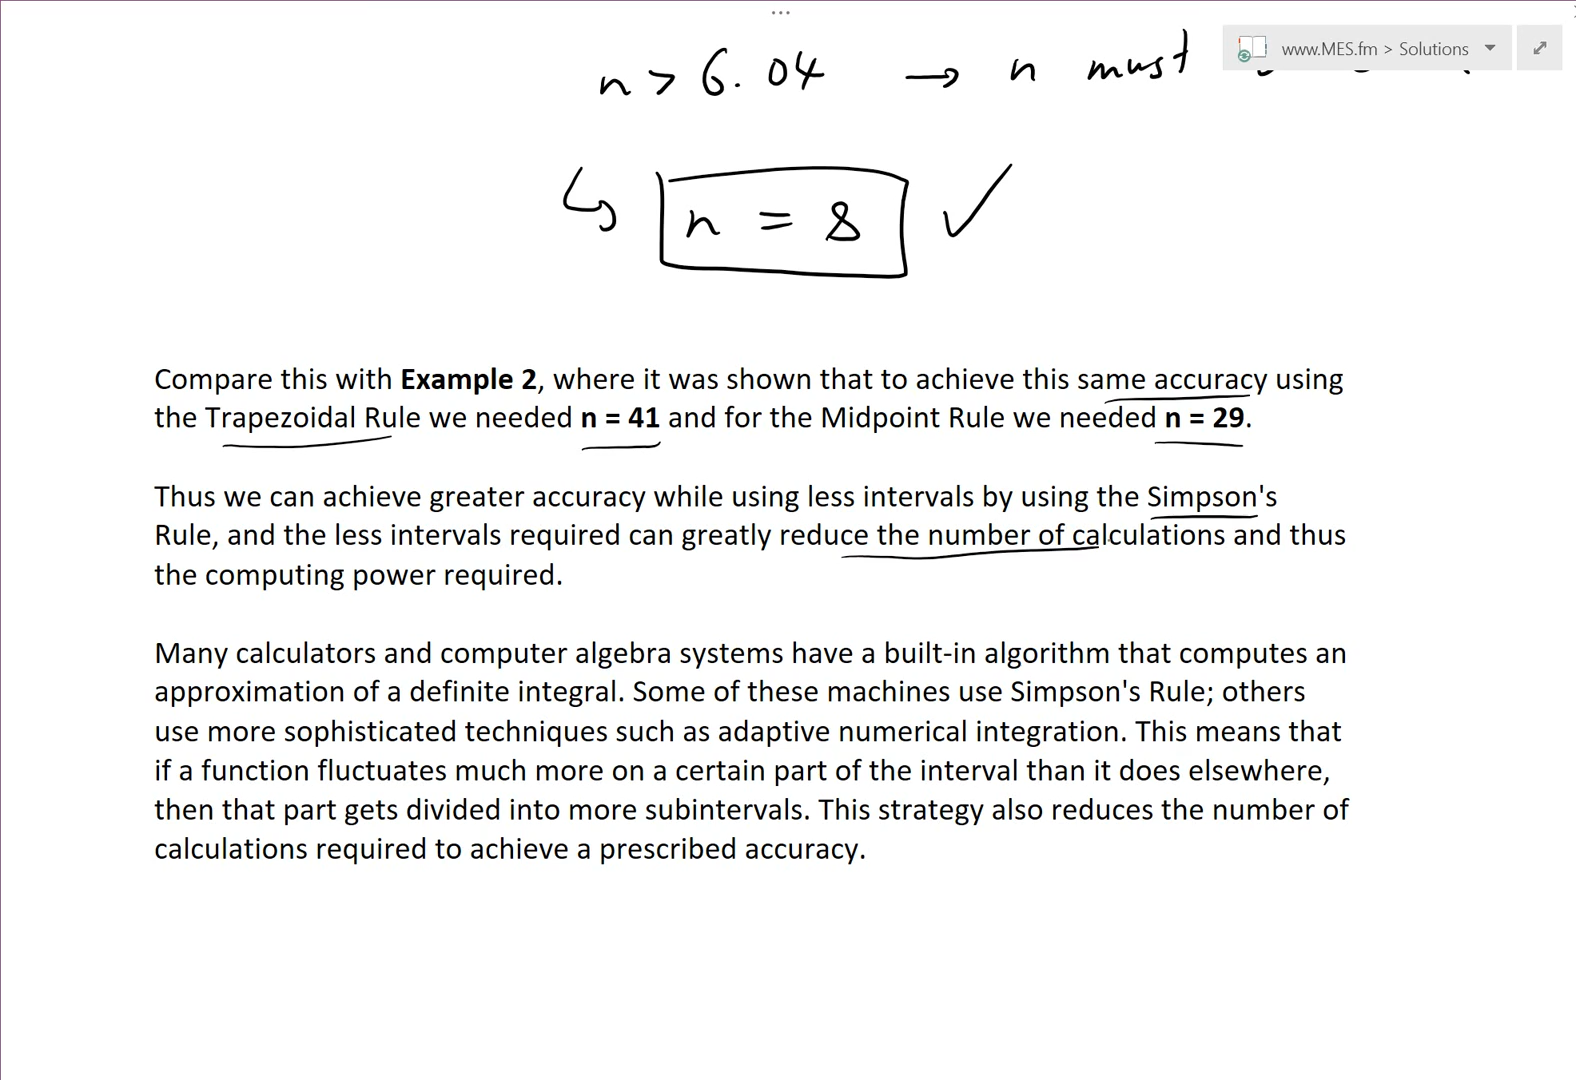 ...
www.MES.fm > Solutions
n > 6.04 → n must
↳ n = 8 ✓
Compare this with Example 2, where it was shown that to achieve this same accuracy using
the Trapezoidal Rule we needed n = 41 and for the Midpoint Rule we needed n = 29.
Thus we can achieve greater accuracy while using less intervals by using the Simpson's
Rule, and the less intervals required can greatly reduce the number of calculations and thus
the computing power required.
Many calculators and computer algebra systems have a built-in algorithm that computes an
approximation of a definite integral. Some of these machines use Simpson's Rule; others
use more sophisticated techniques such as adaptive numerical integration. This means that
if a function fluctuates much more on a certain part of the interval than it does elsewhere,
then that part gets divided into more subintervals. This strategy also reduces the number of
calculations required to achieve a prescribed accuracy.